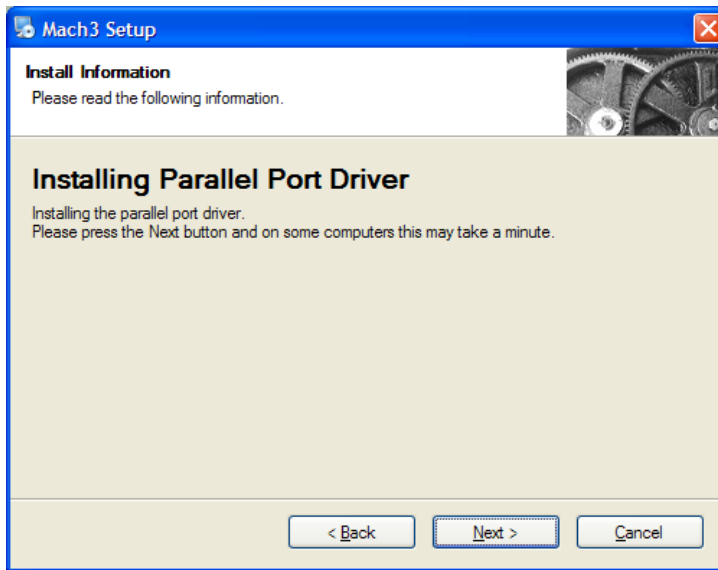 Mach3 Setup
Install Information
Please read the following information.
Installing Parallel Port Driver
Installing the parallel port driver.
Please press the Next button and on some computers this may take a minute.
< Back
Next >
Cancel